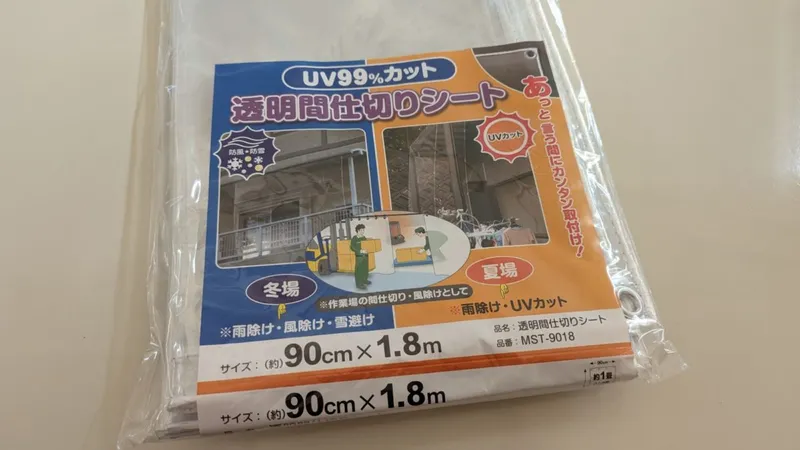 UV99%カット
透明間仕切りシート
あっと言う間にカンタン取付け!
防風・防雪
UVカット
冬場
夏場
※作業場の間仕切り・風除けとして
※雨除け・風除け・雪避け
※雨除け・UVカット
品名:透明間仕切りシート
品番:MST-9018
サイズ:(約)90cm×1.8m
サイズ:(約)90cm×1.8m
約1畳